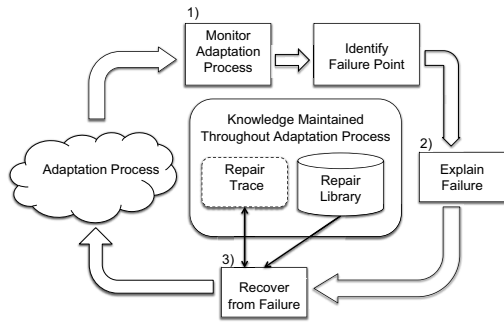 1)
Monitor
Adaptation
Process
Identify
Failure Point
Knowledge Maintained
Throughout Adaptation Process
2)
Adaptation Process
Repair
Trace
Repair
Library
Explain
Failure
3)
Recover
from Failure